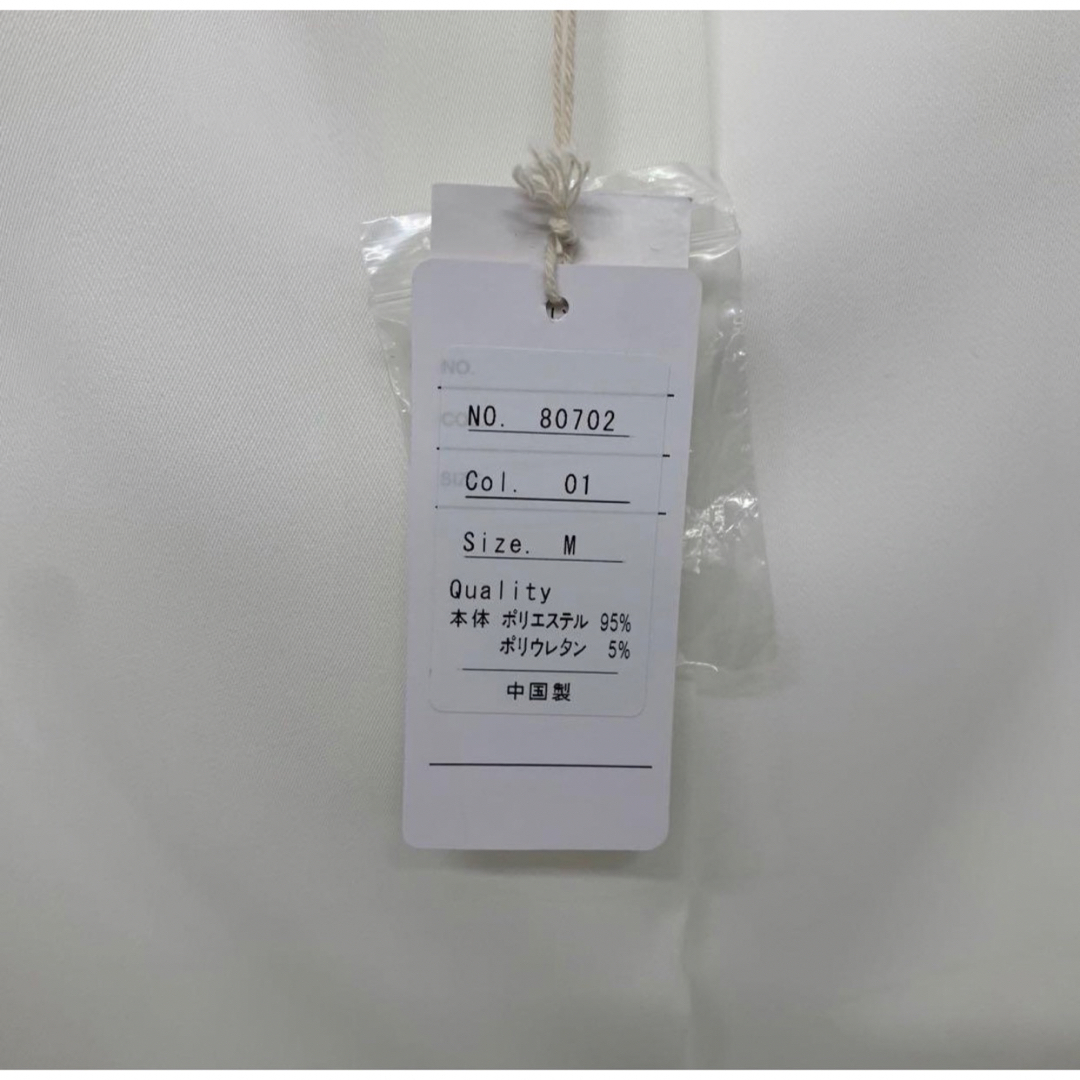 NO.
NO. 80702
Col. 01
Size. M
Quality
本体 ポリエステル 95%
ポリウレタン 5%
中国製